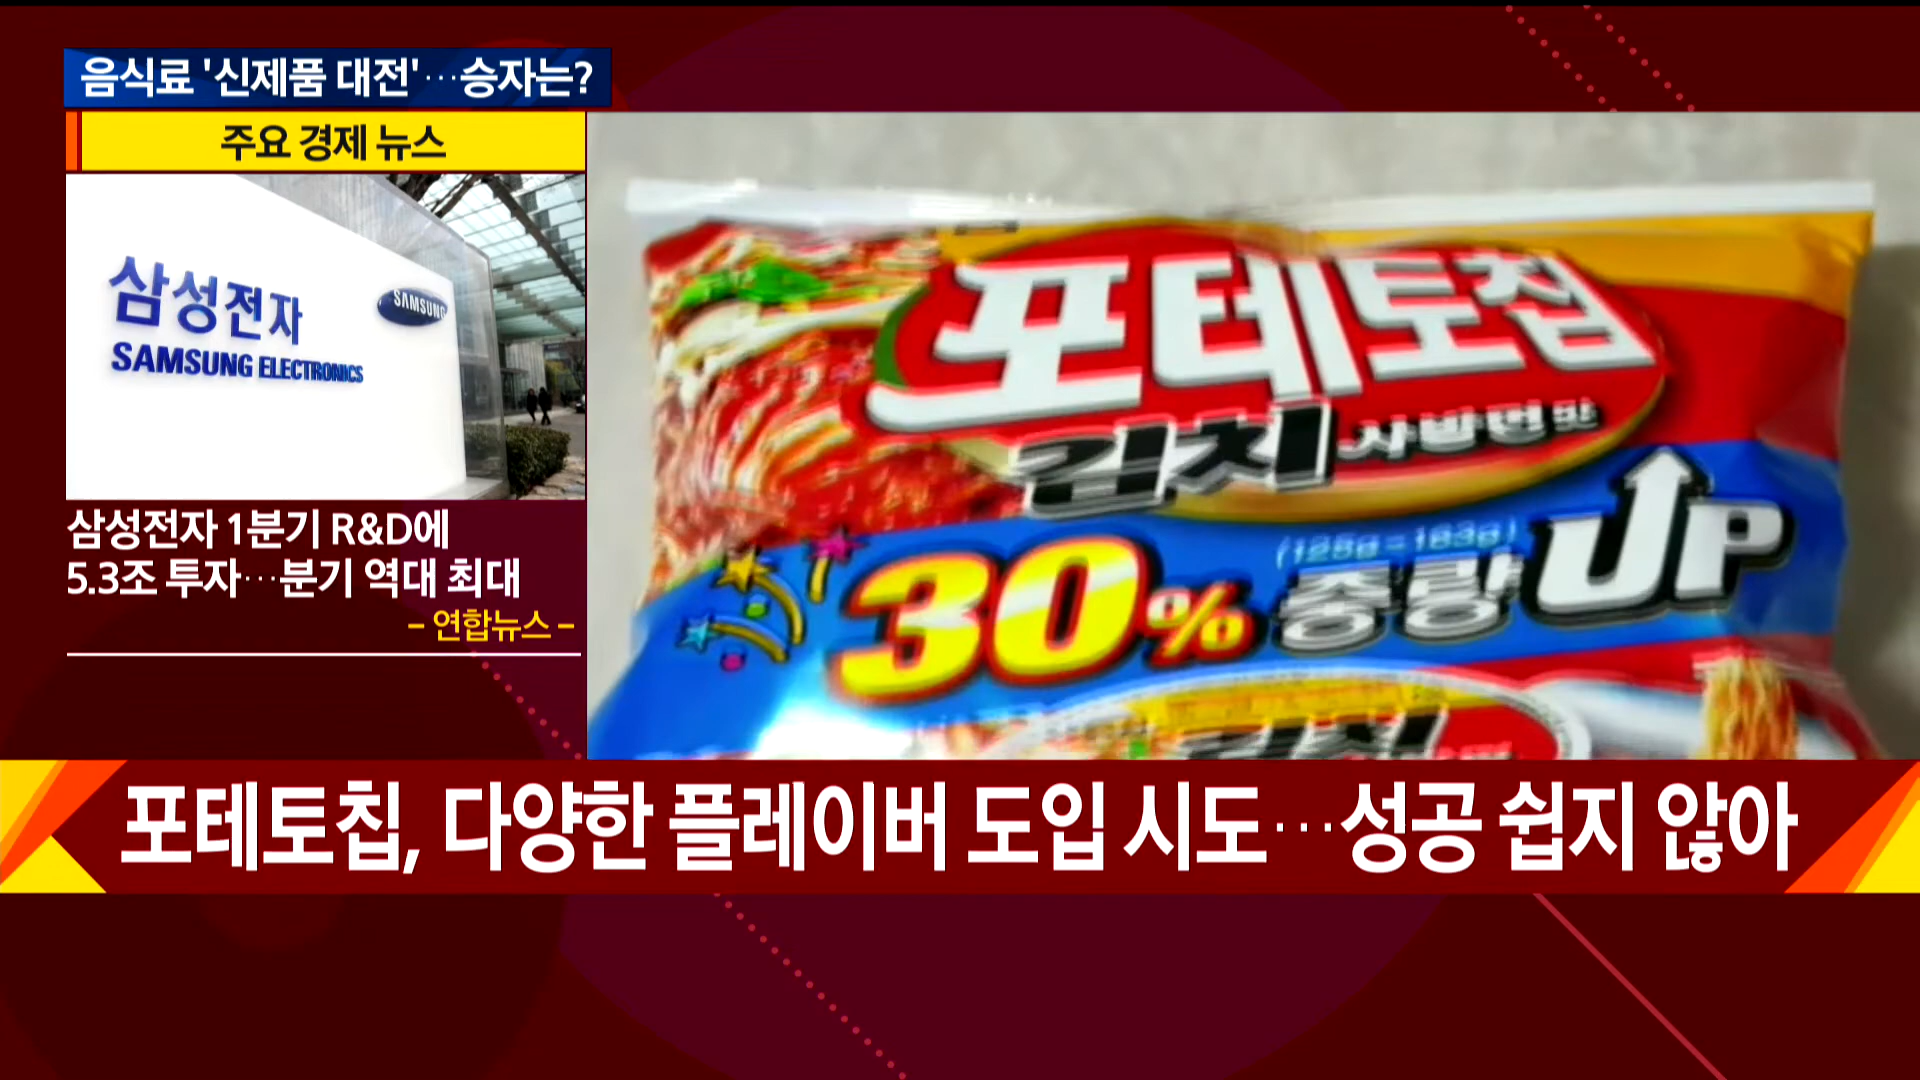 음식료 '신제품 대전'…승자는?
주요 경제 뉴스
삼성전자
SAMSUNG
SAMSUNG ELECTRONICS
삼성전자 1분기 R&D에
5.3조 투자…분기 역대 최대
- 연합뉴스 -
포테토칩
김치 사발면 맛
30% 중량 UP
포테토칩, 다양한 플레이버 도입 시도…성공 쉽지 않아